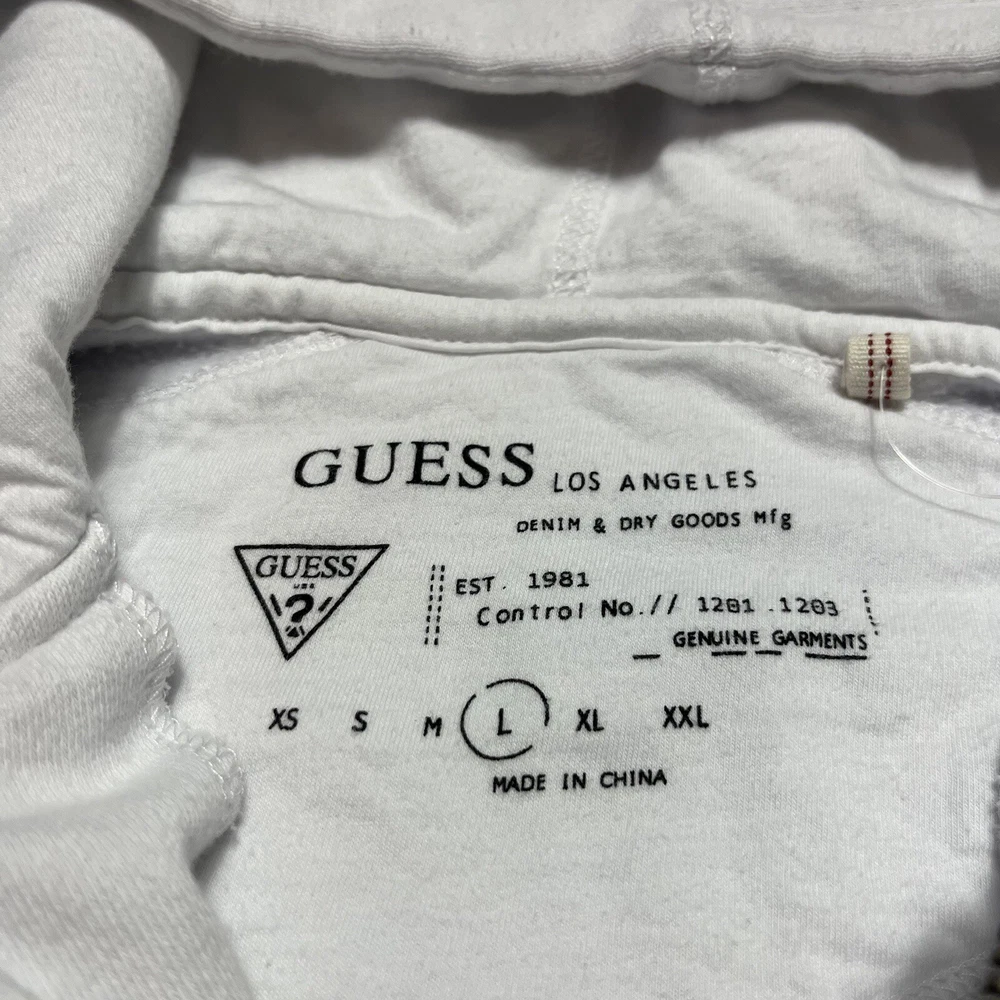 GUESS LOS ANGELES
DENIM & DRY GOODS Mfg
GUESS
USA
?
EST. 1981
Control No.// 1201 .1203
GENUINE GARMENTS
XS S M L XL XXL
MADE IN CHINA